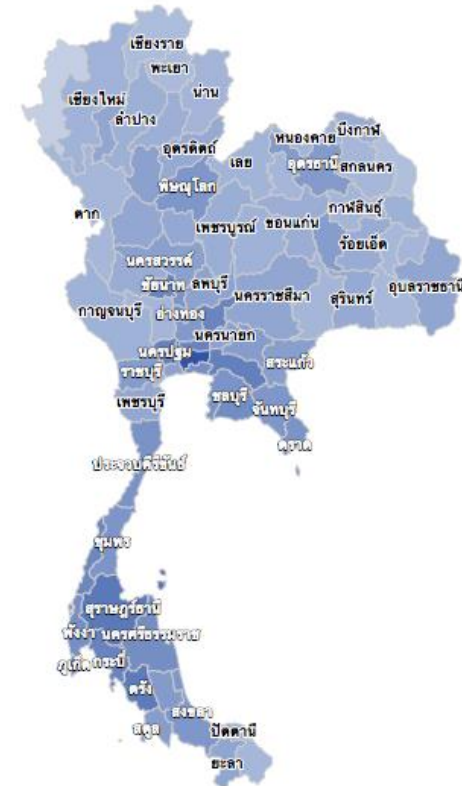 เชียงราย
พะเยา
น่าน
เชียงใหม่
ลำปาง
อุตรดิตถ์
เลย
หนองคาย
บึงกาฬ
อุดรธานี
สกลนคร
พิษณุโลก
ตาก
เพชรบูรณ์
ขอนแก่น
กาฬสินธุ์
ร้อยเอ็ด
นครสวรรค์
ชัยนาท
ลพบุรี
นครราชสีมา
สุรินทร์
อุบลราชธานี
กาญจนบุรี
อ่างทอง
นครนายก
นครปฐม
สระแก้ว
ราชบุรี
เพชรบุรี
ชลบุรี
จันทบุรี
ตราด
ประจวบคีรีขันธ์
ชุมพร
สุราษฎร์ธานี
พังงา
นครศรีธรรมราช
ภูเก็ต
กระบี่
ตรัง
สงขลา
สตูล
ปัตตานี
ยะลา